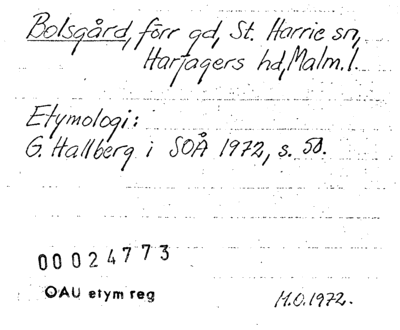 Bolsgård, förr gd, St. Harrie sn,
Harjagers hd, Malm. l.
Etymologi:
G. Hallberg i SOÅ 1972, s. 58.
00024773
OAU etym reg
M.O. 1972.